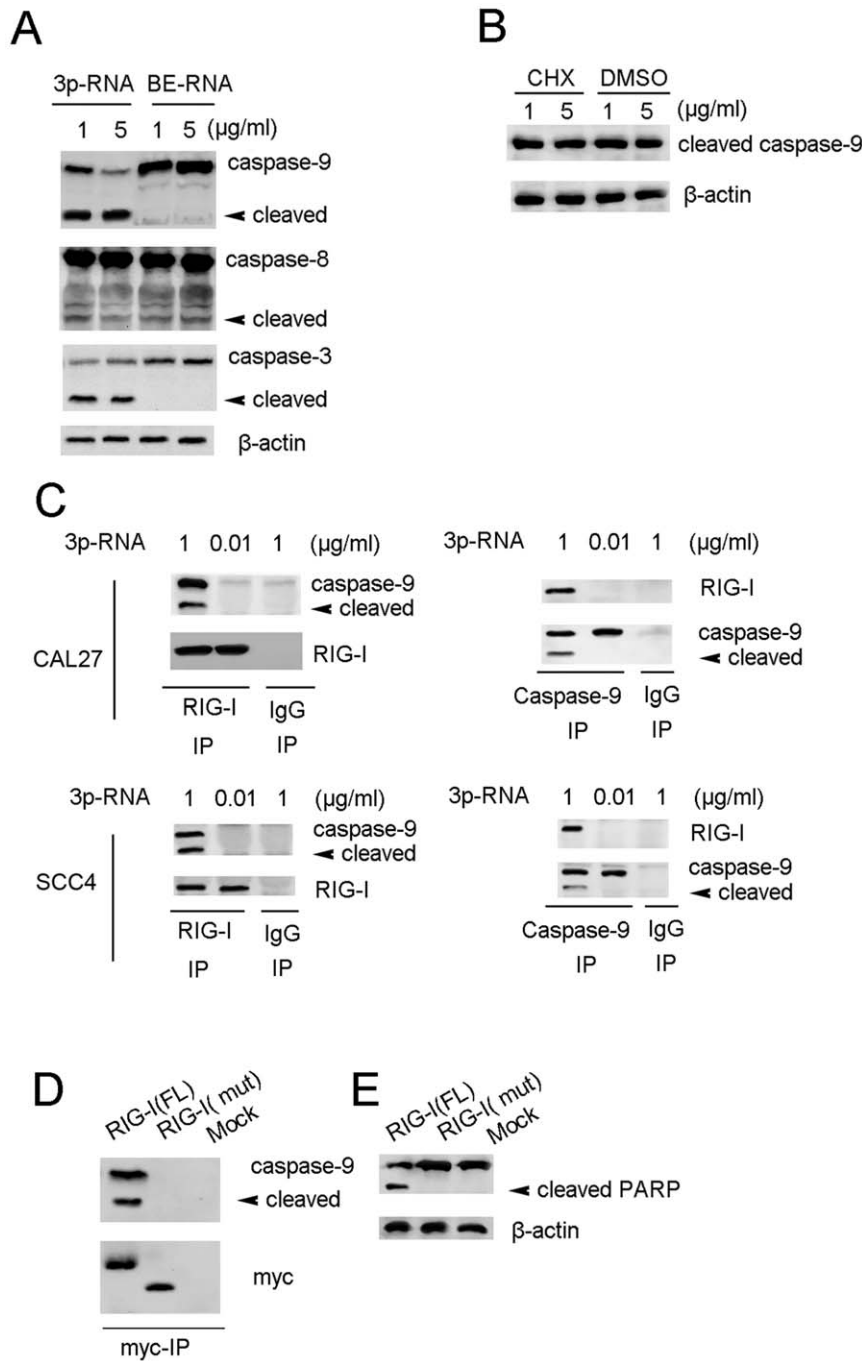 A
3p-RNA BE-RNA
1 5 1 5 (µg/ml)
caspase-9
cleaved
caspase-8
cleaved
caspase-3
cleaved
β-actin
B
CHX DMSO
1 5 1 5 (µg/ml)
cleaved caspase-9
β-actin
C
3p-RNA 1 0.01 1 (µg/ml)
caspase-9
cleaved
RIG-I
CAL27
RIG-I IgG
IP IP
3p-RNA 1 0.01 1 (µg/ml)
RIG-I
caspase-9
cleaved
Caspase-9 IgG
IP IP
3p-RNA 1 0.01 1 (µg/ml)
caspase-9
cleaved
RIG-I
SCC4
RIG-I IgG
IP IP
3p-RNA 1 0.01 1 (µg/ml)
RIG-I
caspase-9
cleaved
Caspase-9 IgG
IP IP
D
RIG-I(FL)
RIG-I( mut)
Mock
caspase-9
cleaved
myc
myc-IP
E
RIG-I(FL)
RIG-I( mut)
Mock
cleaved PARP
β-actin